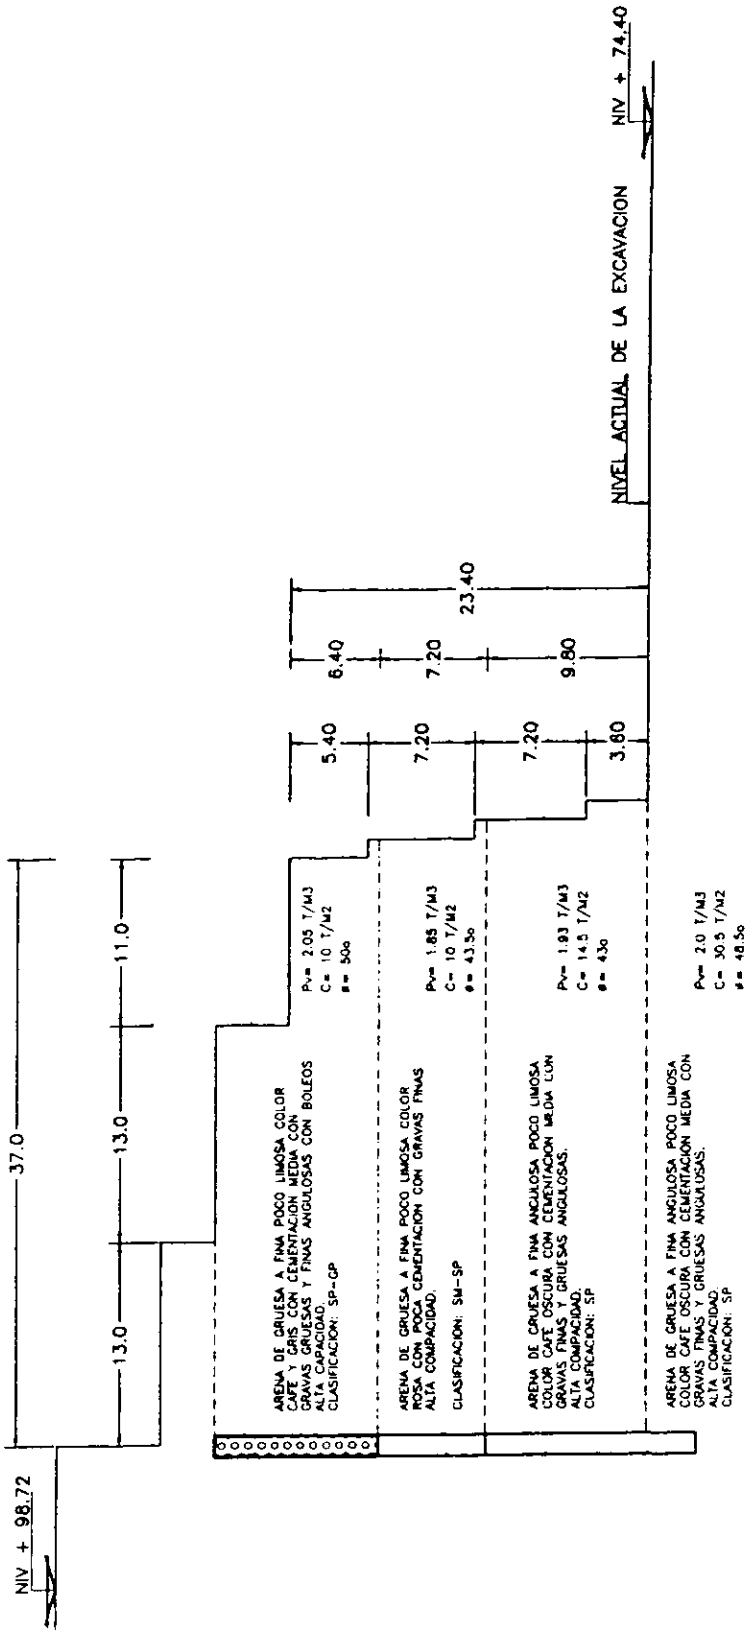 NIV + 98.72
37.0
13.0
13.0
11.0
ARENA DE GRUESA A FINA POCO LIMOSA COLOR
CAFE Y GRIS CON CEMENTACION MEDIA CON
GRAVAS GRUESAS Y FINAS ANGULOSAS CON BOLEOS
ALTA CAPACIDAD.
CLASIFICACION: SP-GP
Pv= 2.05 T/M3
C= 10 T/M2
ø= 50o
ARENA DE GRUESA A FINA POCO LIMOSA COLOR
ROSA CON POCA CEMENTACION CON GRAVAS FINAS
ALTA COMPACIDAD.
CLASIFICACION: SM-SP
Pv= 1.85 T/M3
C= 10 T/M2
ø= 43.5o
ARENA DE GRUESA A FINA ANGULOSA POCO LIMOSA
COLOR CAFE OSCURA CON CEMENTACION MEDIA CON
GRAVAS FINAS Y GRUESAS ANGULOSAS.
ALTA COMPACIDAD.
CLASIFICACION: SP
Pv= 1.93 T/M3
C= 14.5 T/M2
ø= 43o
ARENA DE GRUESA A FINA ANGULOSA POCO LIMOSA
COLOR CAFE OSCURA CON CEMENTACION MEDIA CON
GRAVAS FINAS Y GRUESAS ANGULOSAS.
ALTA COMPACIDAD.
CLASIFICACION: SP
Pv= 2.0 T/M3
C= 30.5 T/M2
ø= 48.5o
5.40
7.20
7.20
3.60
6.40
7.20
9.80
23.40
NIVEL ACTUAL DE LA EXCAVACION
NIV + 74.40